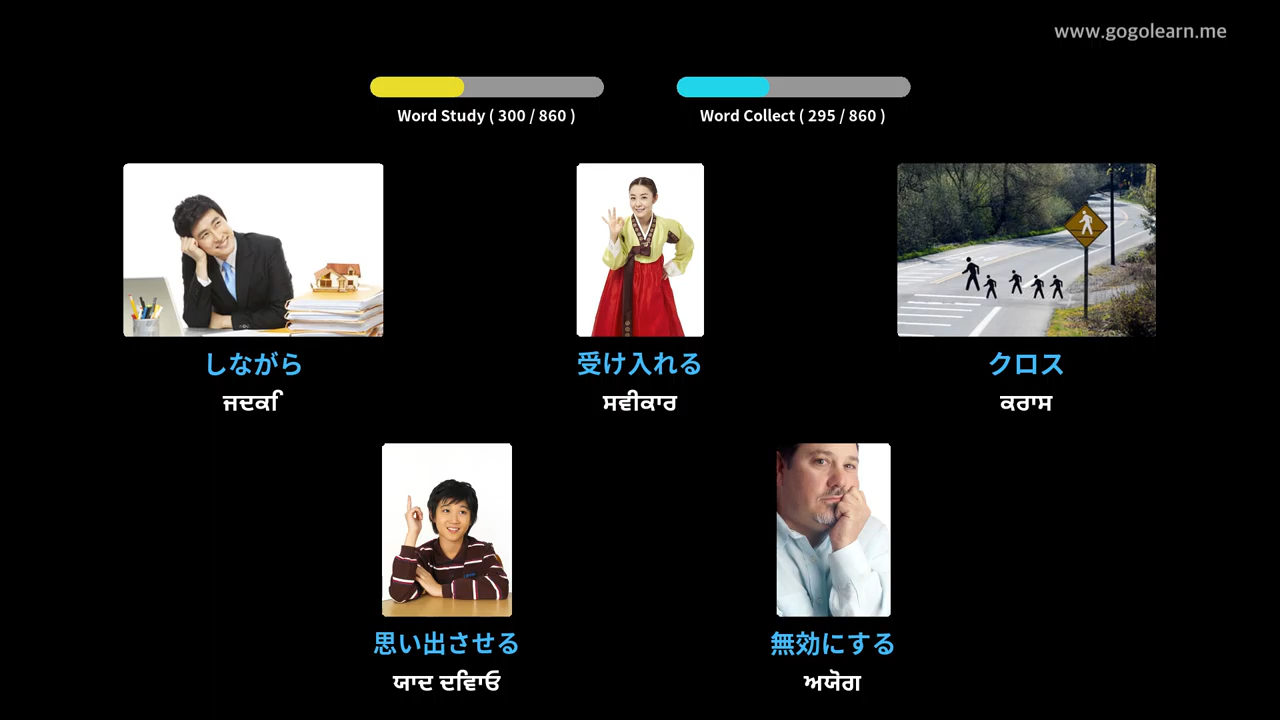 www.gogolearn.me
Word Study ( 300 / 860 )
Word Collect ( 295 / 860 )
しながら
受け入れる
クロス
ਜਦਕਿ
ਸਵੀਕਾਰ
ਕਰਾਸ
思い出させる
無効にする
ਯਾਦ ਦਿਵਾਓ
ਅਯੋਗ